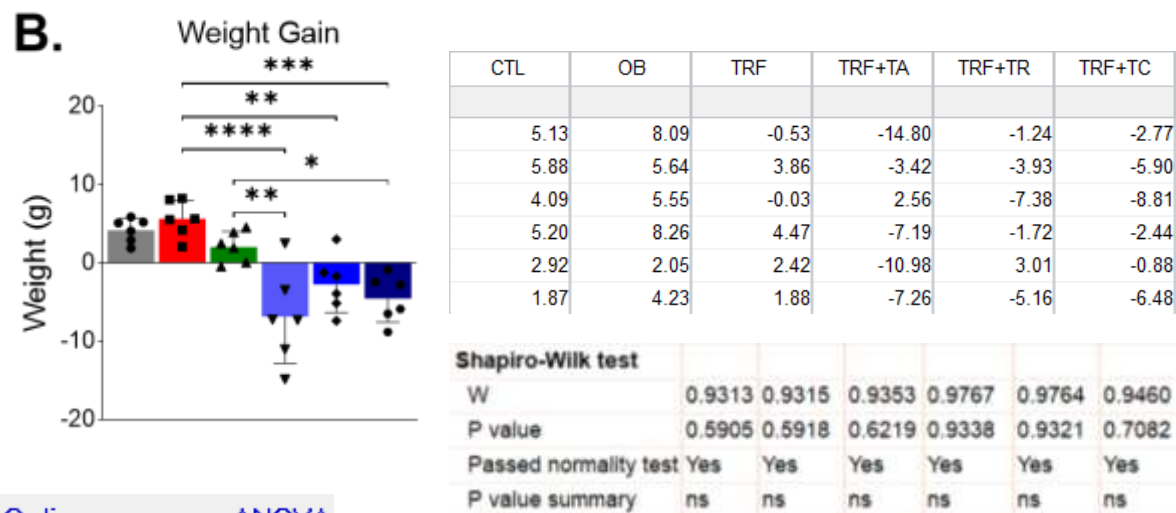 B.
Weight Gain
***
**
****
*
**
20
10
0
-10
-20
Weight (g)
CTL OB TRF TRF+TA TRF+TR TRF+TC
5.13 8.09 -0.53 -14.80 -1.24 -2.77
5.88 5.64 3.86 -3.42 -3.93 -5.90
4.09 5.55 -0.03 2.56 -7.38 -8.81
5.20 8.26 4.47 -7.19 -1.72 -2.44
2.92 2.05 2.42 -10.98 3.01 -0.88
1.87 4.23 1.88 -7.26 -5.16 -6.48
Shapiro-Wilk test
W 0.9313 0.9315 0.9353 0.9767 0.9764 0.9460
P value 0.5905 0.5918 0.6219 0.9338 0.9321 0.7082
Passed normality test Yes Yes Yes Yes Yes Yes
P value summary ns ns ns ns ns ns